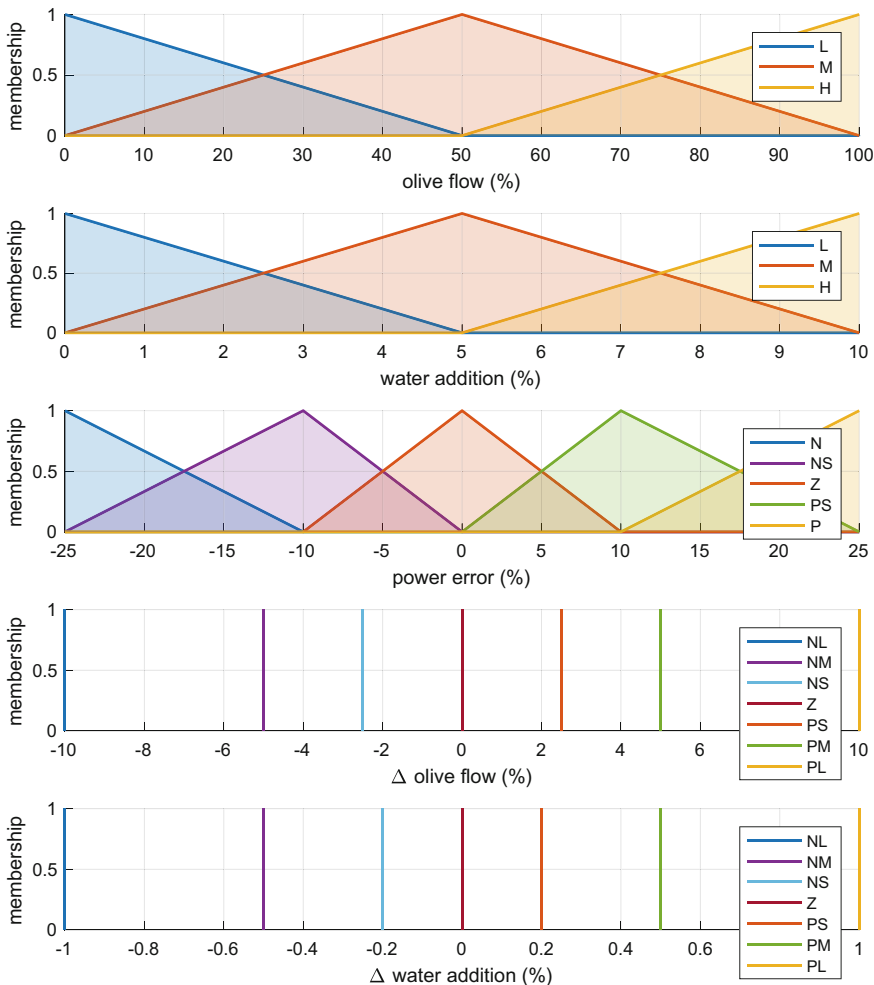 membership
1
0.5
0
L
M
H
0 10 20 30 40 50 60 70 80 90 100
olive flow (%)
membership
1
0.5
0
L
M
H
0 1 2 3 4 5 6 7 8 9 10
water addition (%)
membership
1
0.5
0
N
NS
Z
PS
P
-25 -20 -15 -10 -5 0 5 10 15 20 25
power error (%)
membership
1
0.5
0
NL
NM
NS
Z
PS
PM
PL
-10 -8 -6 -4 -2 0 2 4 6 10
Δ olive flow (%)
membership
1
0.5
0
NL
NM
NS
Z
PS
PM
PL
-1 -0.8 -0.6 -0.4 -0.2 0 0.2 0.4 0.6 1
Δ water addition (%)